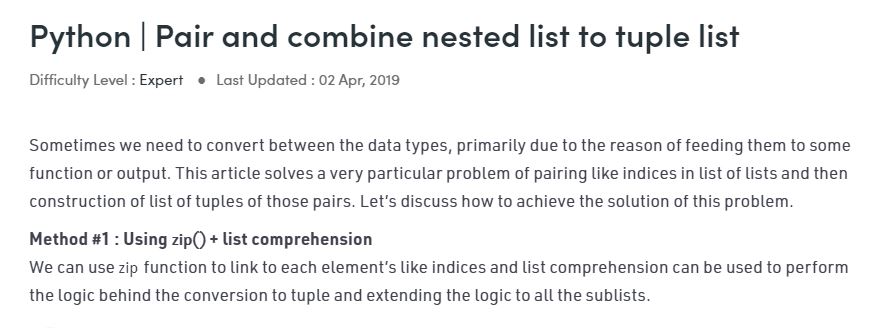 Python | Pair and combine nested list to tuple list
Difficulty Level : Expert ● Last Updated : 02 Apr, 2019
Sometimes we need to convert between the data types, primarily due to the reason of feeding them to some
function or output. This article solves a very particular problem of pairing like indices in list of lists and then
construction of list of tuples of those pairs. Let’s discuss how to achieve the solution of this problem.
Method #1 : Using zip() + list comprehension
We can use zip function to link to each element’s like indices and list comprehension can be used to perform
the logic behind the conversion to tuple and extending the logic to all the sublists.